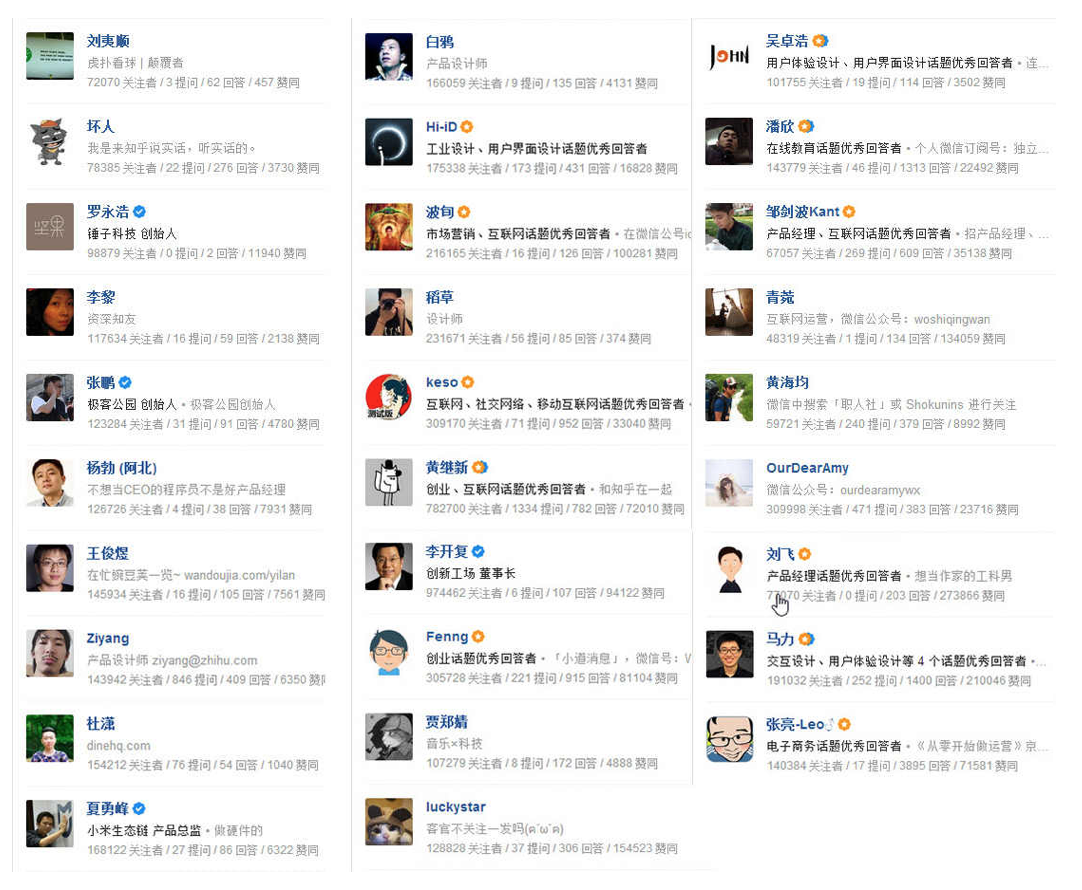 刘夷顺
虎扑看球 | 颠覆者
72070 关注者 / 3 提问 / 62 回答 / 457 赞同
坏人
我是来知乎说实话，听实话的。
78385 关注者 / 22 提问 / 276 回答 / 3730 赞同
坚果
罗永浩
锤子科技 创始人
98879 关注者 / 0 提问 / 2 回答 / 11940 赞同
李黎
资深知友
117634 关注者 / 16 提问 / 59 回答 / 2138 赞同
张鹏
极客公园 创始人 • 极客公园创始人
123284 关注者 / 31 提问 / 91 回答 / 4780 赞同
杨勃 (阿北)
不想当CEO的程序员不是好产品经理
126726 关注者 / 4 提问 / 38 回答 / 7931 赞同
王俊煜
在忙豌豆荚一览~ wandoujia.com/yilan
145934 关注者 / 16 提问 / 105 回答 / 7561 赞同
Ziyang
产品设计师 ziyang@zhihu.com
143942 关注者 / 846 提问 / 409 回答 / 6350 赞同
杜潇
dinehq.com
154212 关注者 / 76 提问 / 54 回答 / 1040 赞同
夏勇峰
小米生态链 产品总监 • 做硬件的
168122 关注者 / 27 提问 / 86 回答 / 6322 赞同
白鸦
产品设计师
166059 关注者 / 9 提问 / 135 回答 / 4131 赞同
Hi-iD
工业设计、用户界面设计话题优秀回答者
175338 关注者 / 173 提问 / 431 回答 / 16828 赞同
波旬
市场营销、互联网话题优秀回答者 • 在微信公号
216165 关注者 / 16 提问 / 126 回答 / 100281 赞同
稻草
设计师
231671 关注者 / 56 提问 / 85 回答 / 374 赞同
测试版
keso
互联网、社交网络、移动互联网话题优秀回答者 •
309170 关注者 / 71 提问 / 952 回答 / 33040 赞同
黄继新
创业、互联网话题优秀回答者 • 和知乎在一起
782700 关注者 / 1334 提问 / 782 回答 / 72010 赞同
李开复
创新工场 董事长
974462 关注者 / 6 提问 / 107 回答 / 94122 赞同
Fenng
创业话题优秀回答者 • 「小道消息」，微信号：
305728 关注者 / 221 提问 / 915 回答 / 81104 赞同
贾郑婧
音乐×科技
107279 关注者 / 8 提问 / 172 回答 / 4888 赞同
luckystar
客官不关注一发吗(ฅ'ω'ฅ)
128828 关注者 / 37 提问 / 306 回答 / 154523 赞同
JOHN
吴卓浩
用户体验设计、用户界面设计话题优秀回答者 • 连...
101755 关注者 / 19 提问 / 114 回答 / 3502 赞同
潘欣
在线教育话题优秀回答者 • 个人微信订阅号：独立...
143779 关注者 / 46 提问 / 1313 回答 / 22492 赞同
邹剑波Kant
产品经理、互联网话题优秀回答者 • 招产品经理、...
67057 关注者 / 269 提问 / 609 回答 / 35138 赞同
青菀
互联网运营，微信公众号：woshiqingwan
48319 关注者 / 1 提问 / 134 回答 / 134059 赞同
黄海均
微信中搜索「职人社」或 Shokunins 进行关注
59721 关注者 / 240 提问 / 379 回答 / 8992 赞同
OurDearAmy
微信公众号：ourdearamywx
309998 关注者 / 471 提问 / 383 回答 / 23716 赞同
刘飞
产品经理话题优秀回答者 • 想当作家的工科男
关注者 / 0 提问 / 203 回答 / 273866 赞同
马力
交互设计、用户体验设计等 4 个话题优秀回答者 •...
191032 关注者 / 252 提问 / 1400 回答 / 210046 赞同
张亮-Leo
电子商务话题优秀回答者 • 《从零开始做运营》京...
140384 关注者 / 17 提问 / 3895 回答 / 71581 赞同